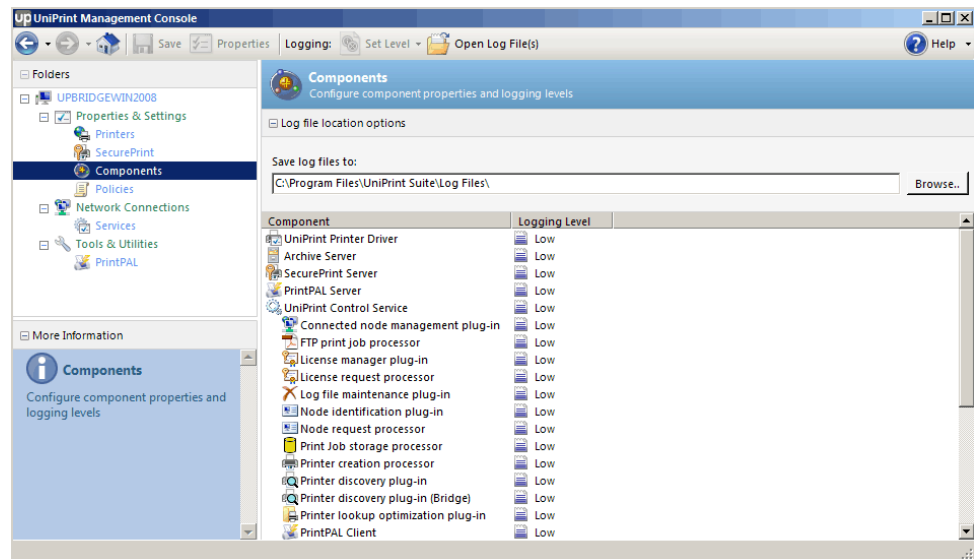 up UniPrint Management Console
Save Properties Logging: Set Level Open Log File(s) Help
Folders
UPBRIDGEWIN2008
Properties & Settings
Printers
SecurePrint
Components
Policies
Network Connections
Services
Tools & Utilities
PrintPAL
More Information
Components
Configure component properties and
logging levels
Components
Configure component properties and logging levels
Log file location options
Save log files to:
C:\Program Files\UniPrint Suite\Log Files\ Browse..
Component Logging Level
UniPrint Printer Driver Low
Archive Server Low
SecurePrint Server Low
PrintPAL Server Low
UniPrint Control Service Low
Connected node management plug-in Low
FTP print job processor Low
License manager plug-in Low
License request processor Low
Log file maintenance plug-in Low
Node identification plug-in Low
Node request processor Low
Print Job storage processor Low
Printer creation processor Low
Printer discovery plug-in Low
Printer discovery plug-in (Bridge) Low
Printer lookup optimization plug-in Low
PrintPAL Client Low